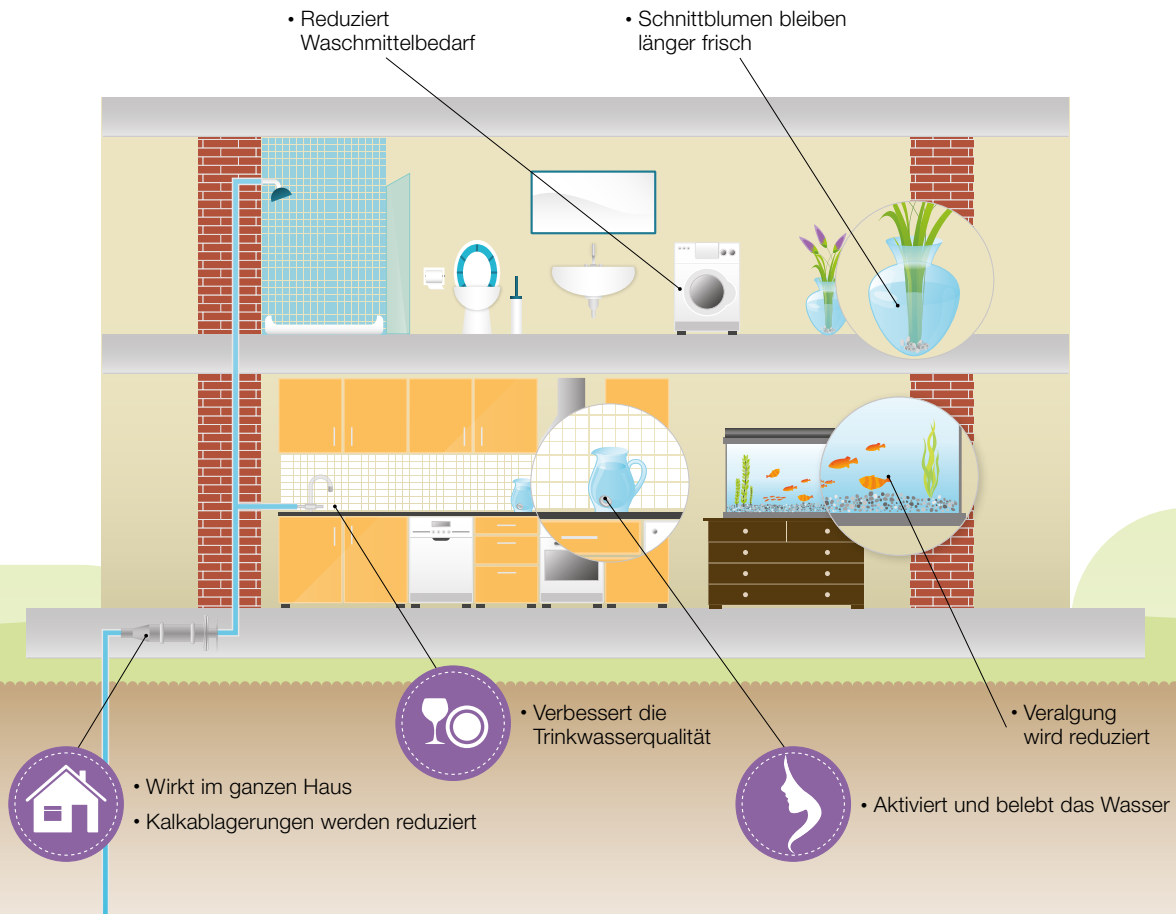 • Reduziert
Waschmittelbedarf
• Schnittblumen bleiben
länger frisch
• Verbessert die
Trinkwasserqualität
• Veralgung
wird reduziert
• Wirkt im ganzen Haus
• Kalkablagerungen werden reduziert
• Aktiviert und belebt das Wasser